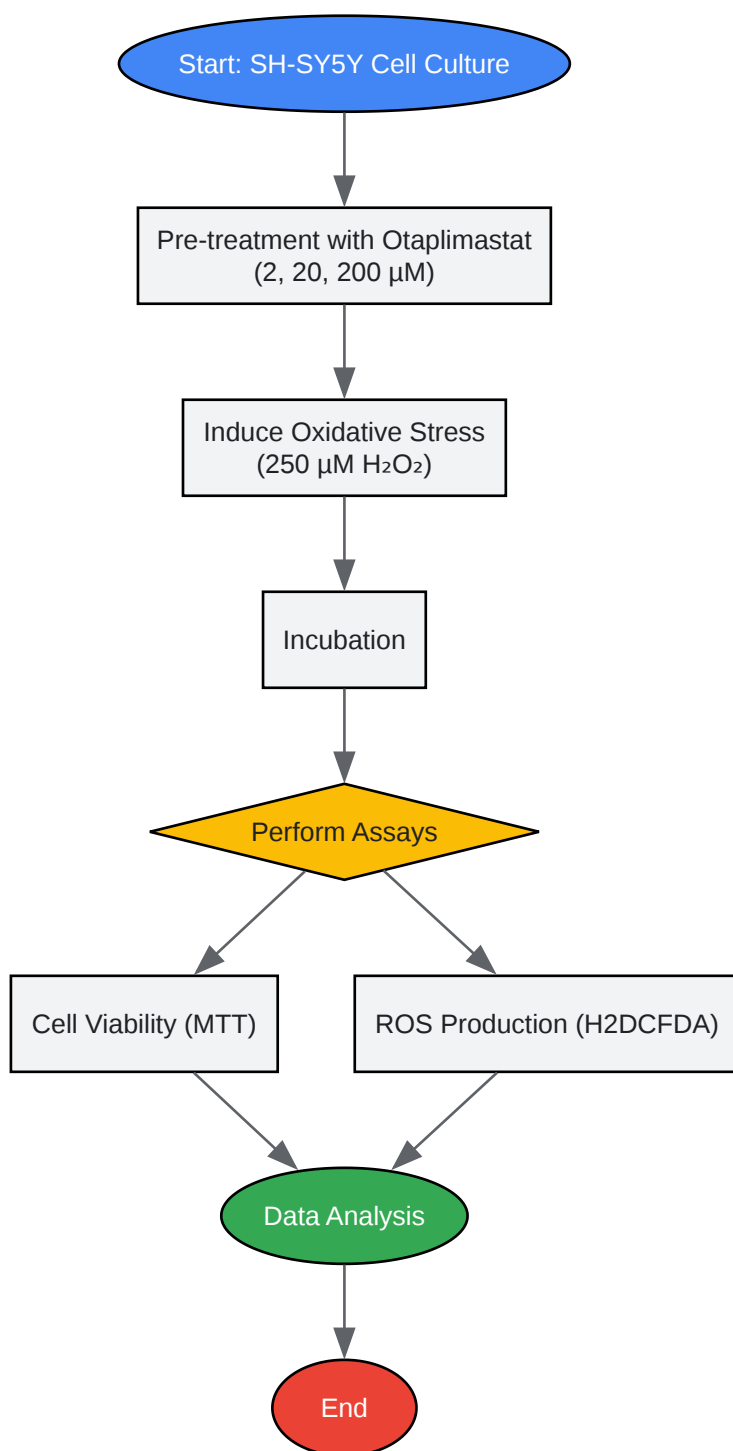 Start: SH-SY5Y Cell Culture
Pre-treatment with Otaplimastat
(2, 20, 200 µM)
Induce Oxidative Stress
(250 µM H₂O₂)
Incubation
Perform Assays
Cell Viability (MTT)
ROS Production (H2DCFDA)
Data Analysis
End